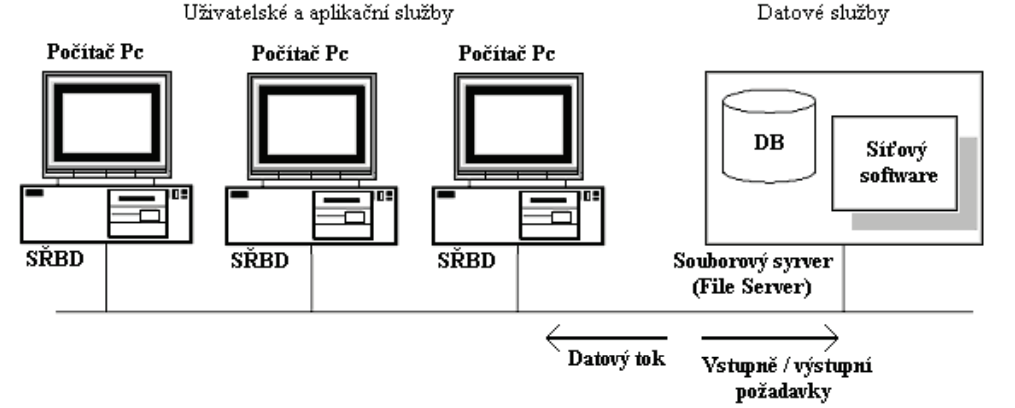 Uživatelské a aplikační služby
Datové služby
Počítač Pc
Počítač Pc
Počítač Pc
DB
Síťový
software
SŘBD
SŘBD
SŘBD
Souborový syrver
(File Server)
Datový tok
Vstupně / výstupní
požadavky